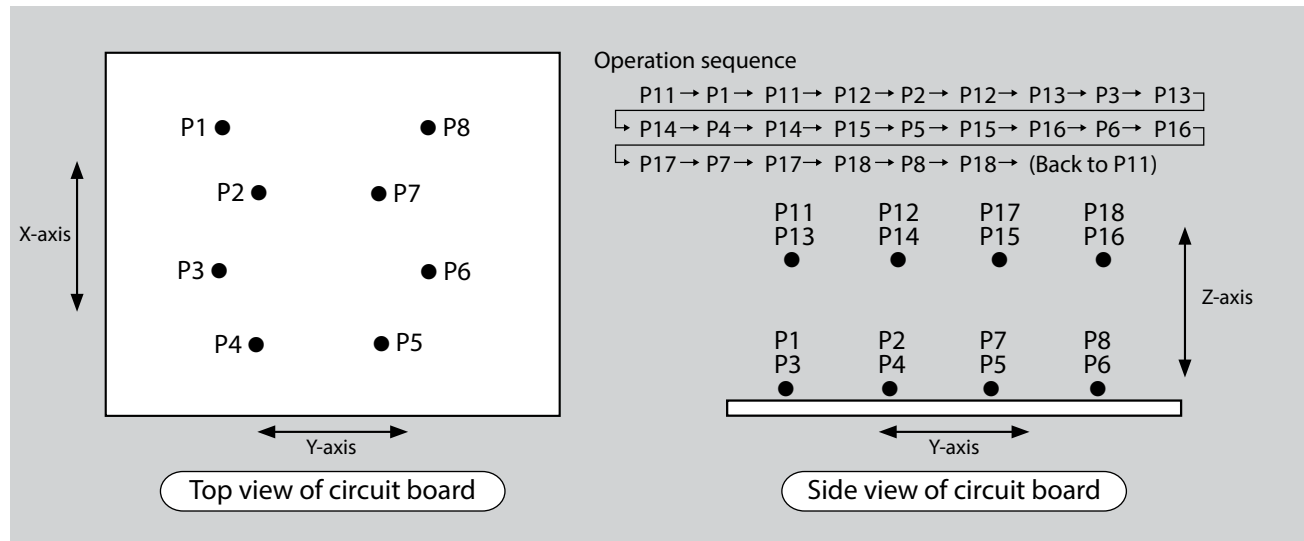 P1
P8
P2
P7
X-axis
P3
P6
P4
P5
Y-axis
Top view of circuit board
Operation sequence
P11→ P1→ P11→ P12→ P2→ P12→ P13→ P3→ P13
P14→ P4→ P14→ P15→ P5→ P15→ P16→ P6→ P16
P17→ P7→ P17→ P18→ P8→ P18→ (Back to P11)
P11 P12 P17 P18
P13 P14 P15 P16
Z-axis
P1 P2 P7 P8
P3 P4 P5 P6
Y-axis
Side view of circuit board